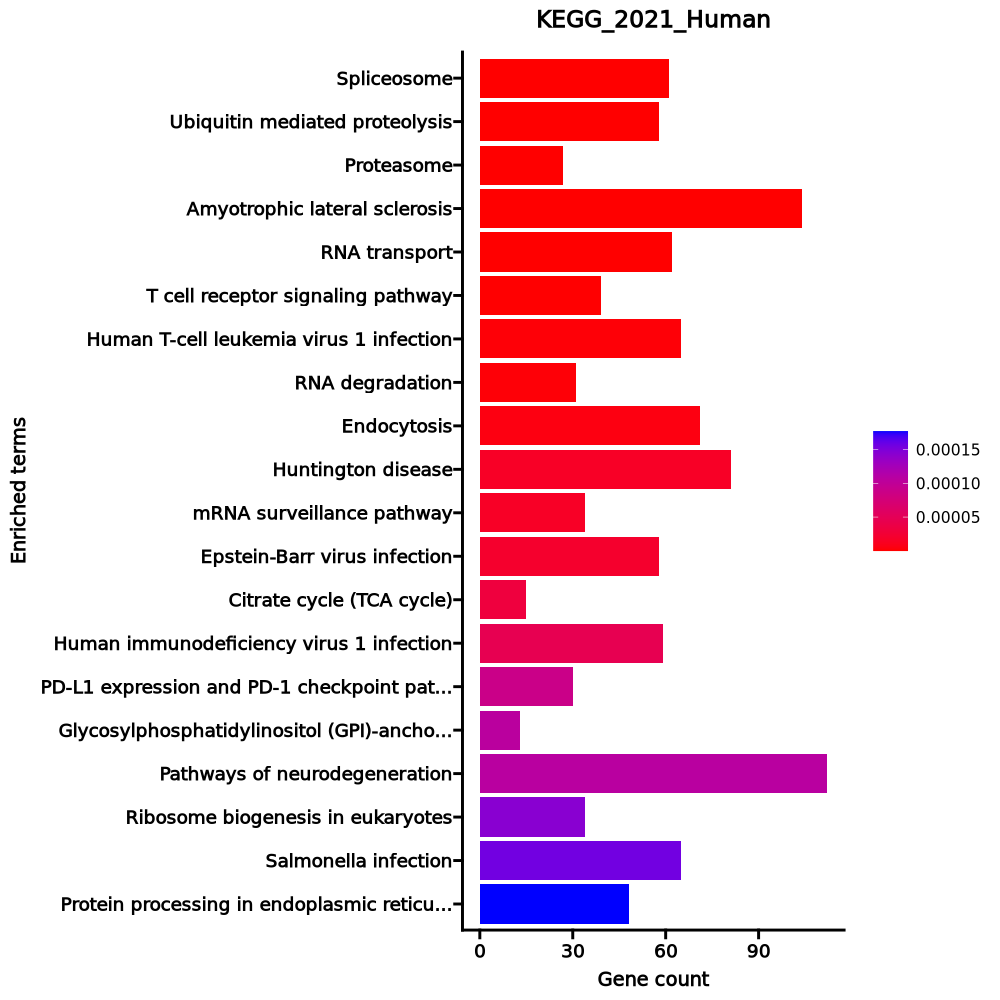 KEGG_2021_Human
Spliceosome
Ubiquitin mediated proteolysis
Proteasome
Amyotrophic lateral sclerosis
RNA transport
T cell receptor signaling pathway
Human T-cell leukemia virus 1 infection
RNA degradation
Endocytosis
Huntington disease
mRNA surveillance pathway
Epstein-Barr virus infection
Citrate cycle (TCA cycle)
Human immunodeficiency virus 1 infection
PD-L1 expression and PD-1 checkpoint pat...
Glycosylphosphatidylinositol (GPI)-ancho...
Pathways of neurodegeneration
Ribosome biogenesis in eukaryotes
Salmonella infection
Protein processing in endoplasmic reticu...
Enriched terms
0 30 60 90
Gene count
0.00015
0.00010
0.00005